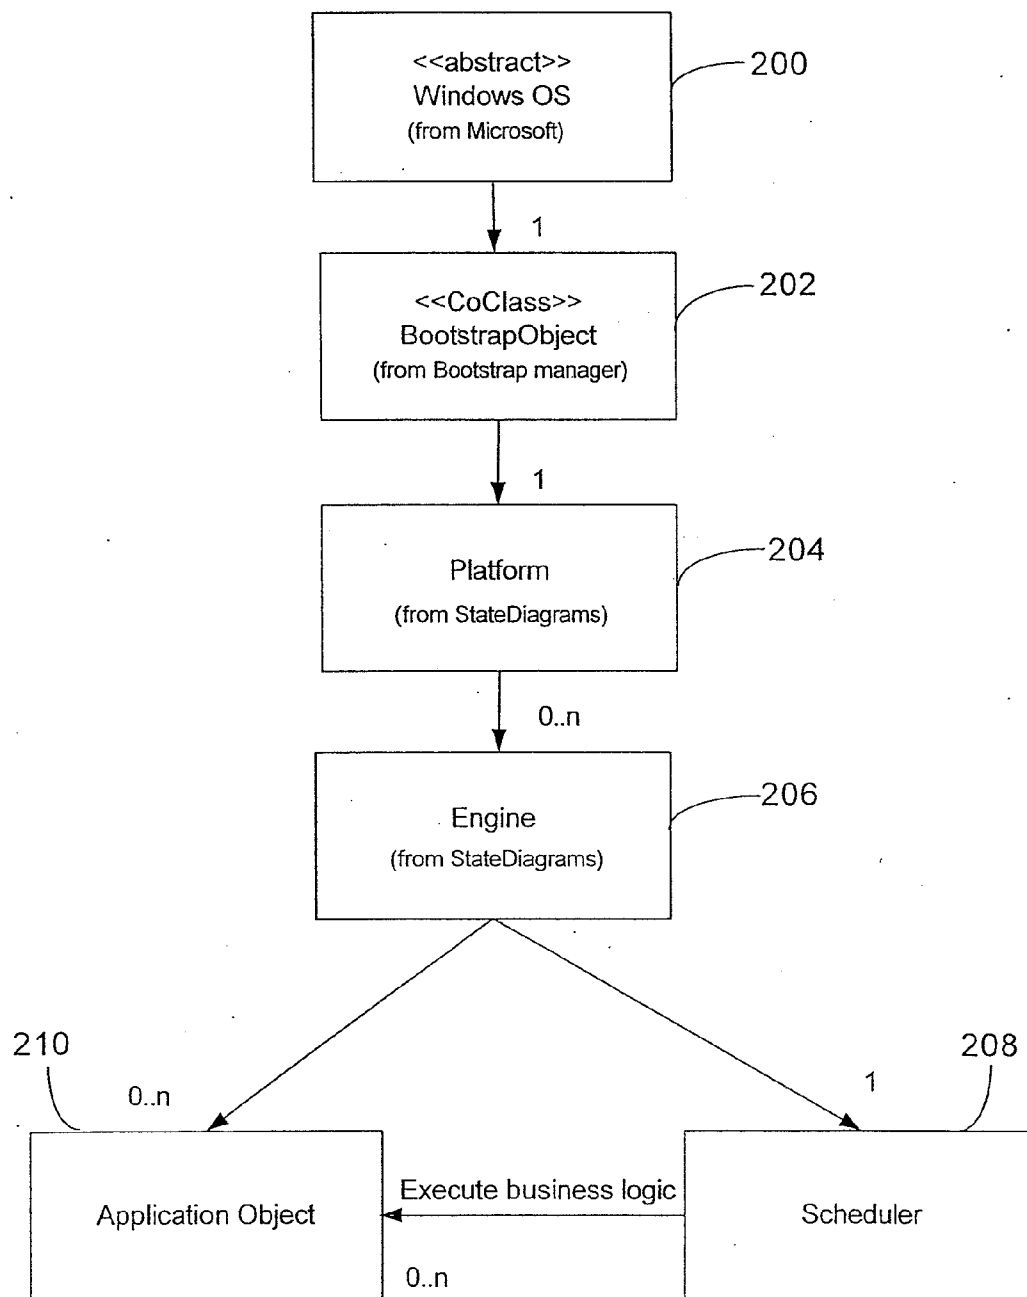 <<abstract>>
Windows OS
(from Microsoft)
200
1
<<CoClass>>
BootstrapObject
(from Bootstrap manager)
202
1
Platform
(from StateDiagrams)
204
0..n
Engine
(from StateDiagrams)
206
210
208
0..n
1
Application Object
Execute business logic
Scheduler
0..n